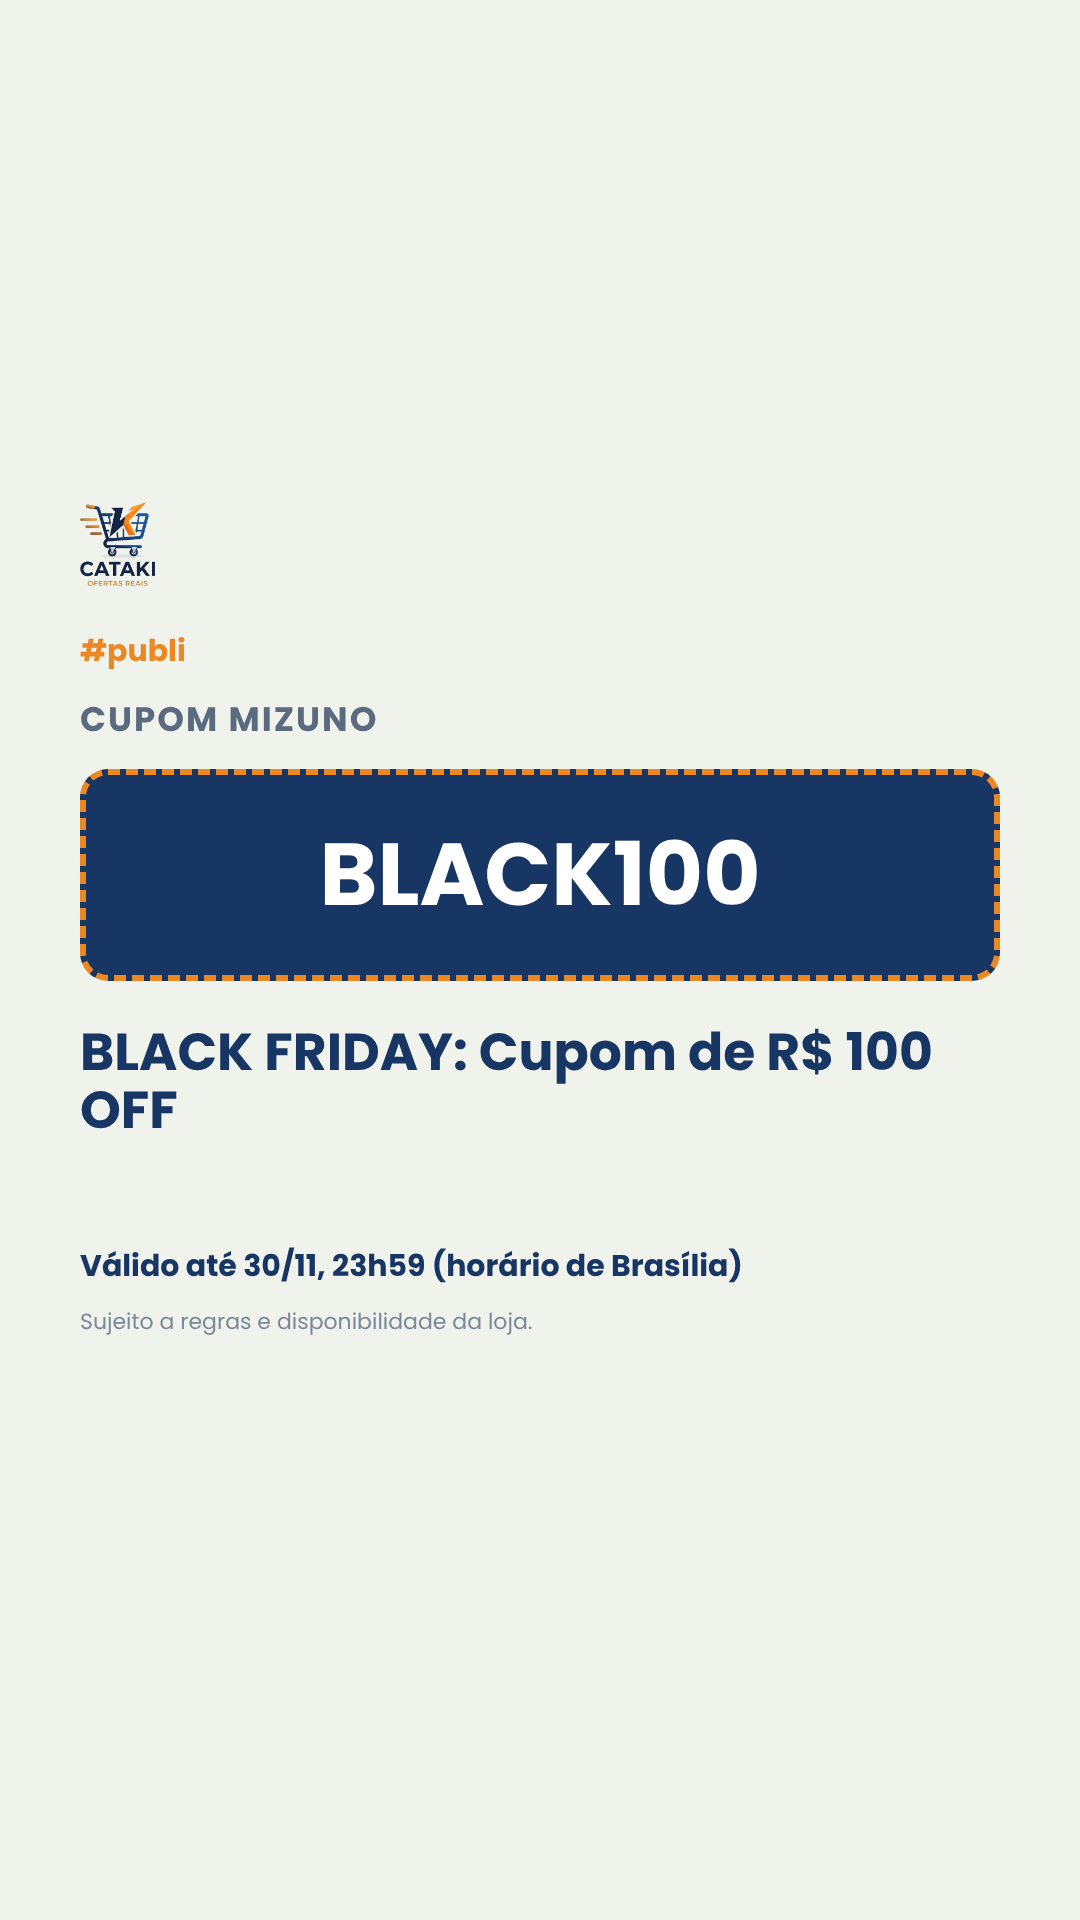 CATAKI
OFERTAS REAIS
#publi
CUPOM MIZUNO
BLACK100
BLACK FRIDAY: Cupom de R$ 100
OFF
Válido até 30/11, 23h59 (horário de Brasília)
Sujeito a regras e disponibilidade da loja.